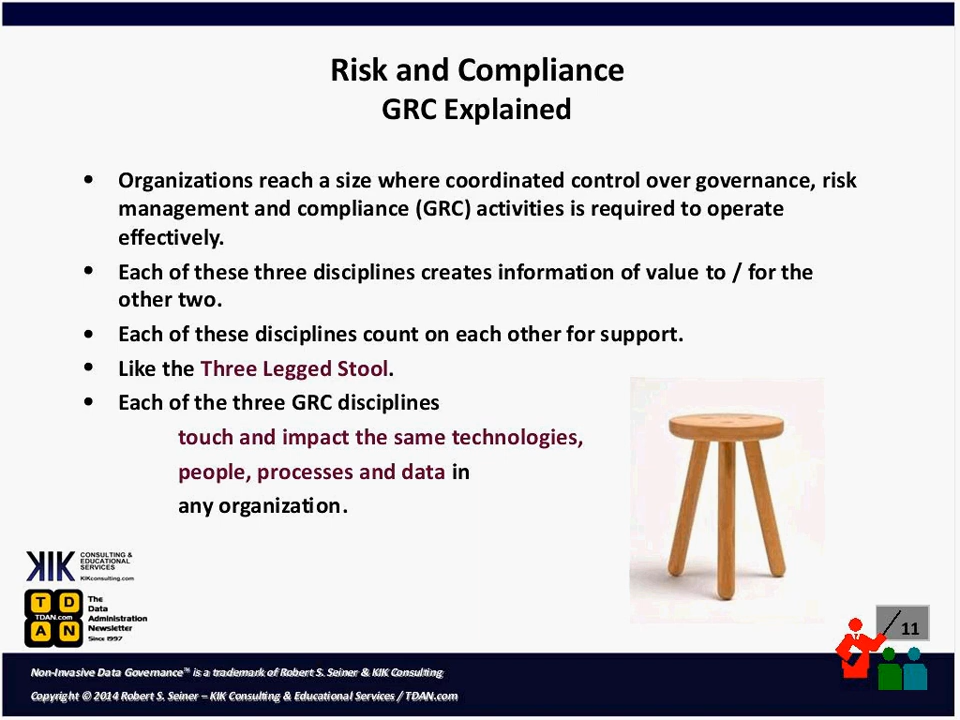 Risk and Compliance
GRC Explained
• Organizations reach a size where coordinated control over governance, risk
management and compliance (GRC) activities is required to operate
effectively.
• Each of these three disciplines creates information of value to / for the
other two.
• Each of these disciplines count on each other for support.
• Like the Three Legged Stool.
• Each of the three GRC disciplines
touch and impact the same technologies,
people, processes and data in
any organization.
KIK CONSULTING &
EDUCATIONAL
SERVICES
KIKconsulting.com
T D
TDAN.com
A N
The
Data
Administration
Newsletter
Since 1997
11
Non-Invasive Data Governance™ is a trademark of Robert S. Seiner & KIK Consulting
Copyright © 2014 Robert S. Seiner – KIK Consulting & Educational Services / TDAN.com